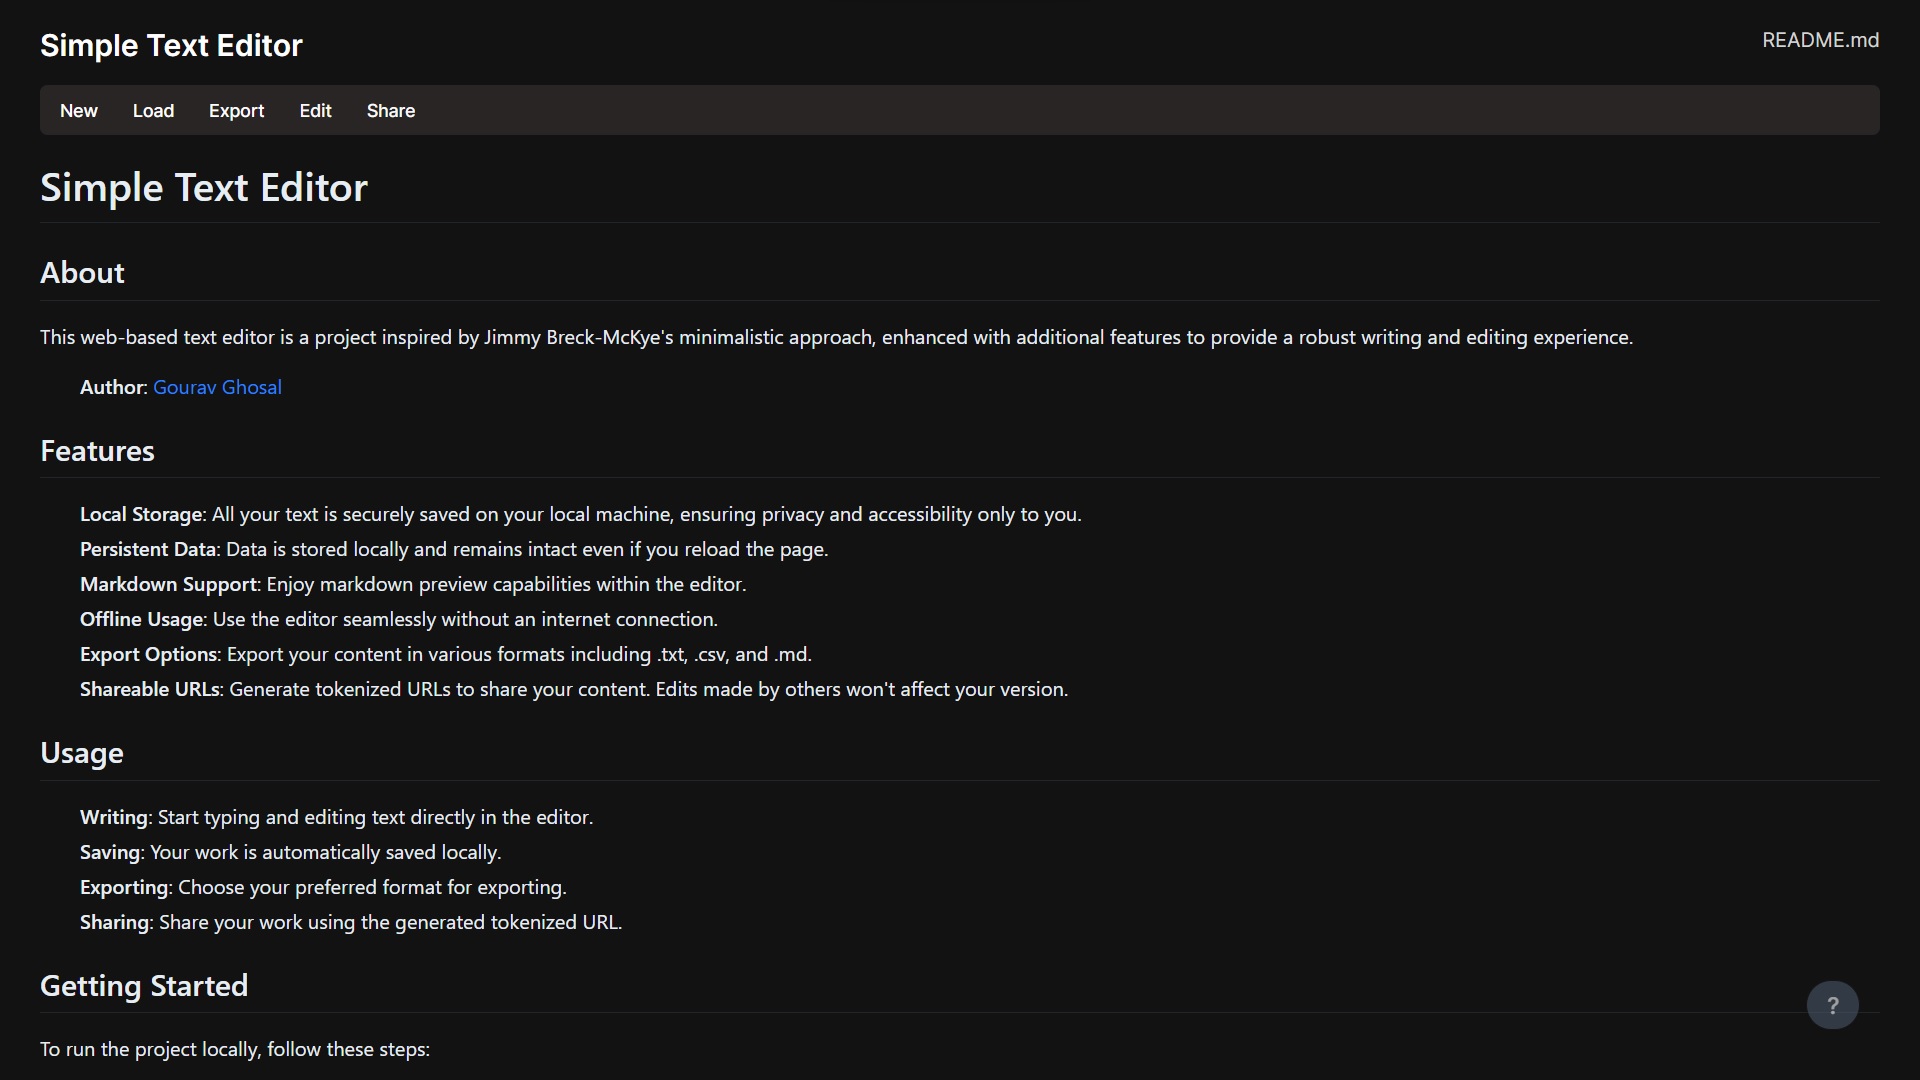 Simple Text Editor
README.md
New Load Export Edit Share
Simple Text Editor
About
This web-based text editor is a project inspired by Jimmy Breck-McKye's minimalistic approach, enhanced with additional features to provide a robust writing and editing experience.
Author: Gourav Ghosal
Features
Local Storage: All your text is securely saved on your local machine, ensuring privacy and accessibility only to you.
Persistent Data: Data is stored locally and remains intact even if you reload the page.
Markdown Support: Enjoy markdown preview capabilities within the editor.
Offline Usage: Use the editor seamlessly without an internet connection.
Export Options: Export your content in various formats including .txt, .csv, and .md.
Shareable URLs: Generate tokenized URLs to share your content. Edits made by others won't affect your version.
Usage
Writing: Start typing and editing text directly in the editor.
Saving: Your work is automatically saved locally.
Exporting: Choose your preferred format for exporting.
Sharing: Share your work using the generated tokenized URL.
Getting Started
?
To run the project locally, follow these steps: